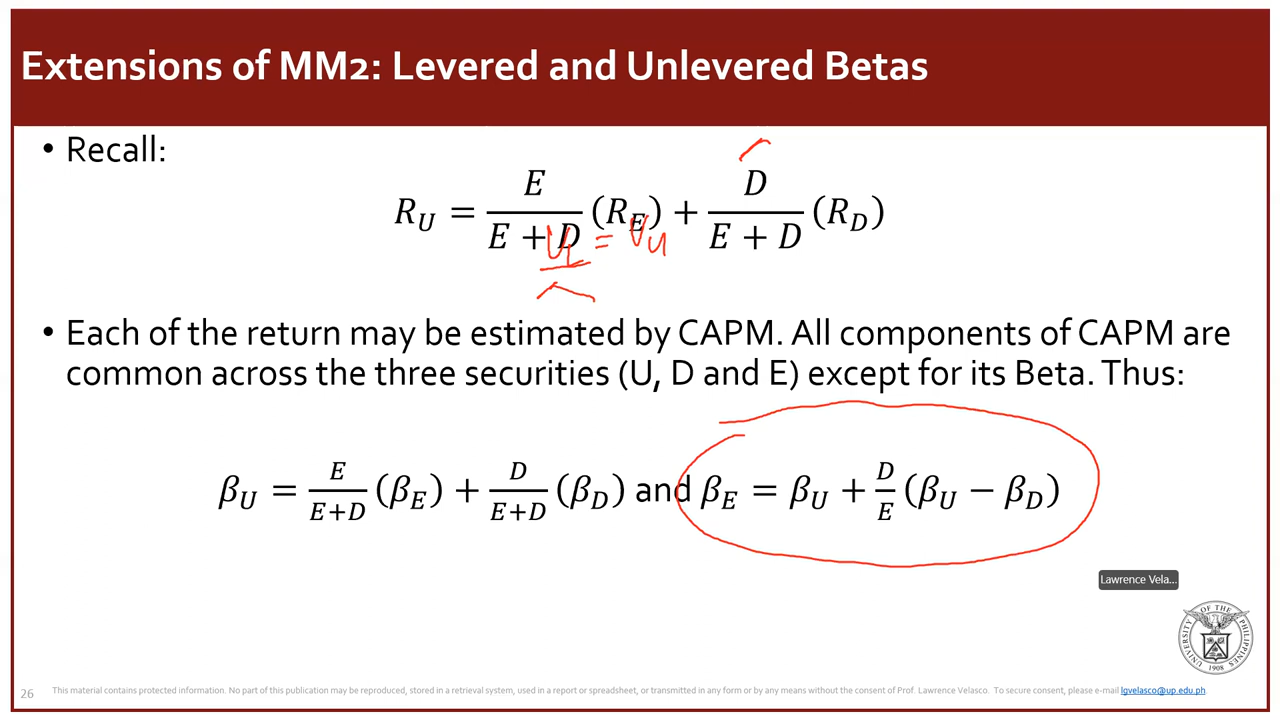 Extensions of MM2: Levered and Unlevered Betas
• Recall:
R_U = E/(E + D) (R_E) + D/(E + D) (R_D)
= V_U
• Each of the return may be estimated by CAPM. All components of CAPM are
common across the three securities (U, D and E) except for its Beta. Thus:
β_U = E/(E+D) (β_E) + D/(E+D) (β_D) and β_E = β_U + D/E (β_U − β_D)
Lawrence Vela...
UNIVERSITY OF THE PHILIPPINES
1908
26
This material contains protected information. No part of this publication may be reproduced, stored in a retrieval system, used in a report or spreadsheet, or transmitted in any form or by any means without the consent of Prof. Lawrence Velasco. To secure consent, please e-mail lgvelasco@up.edu.ph.